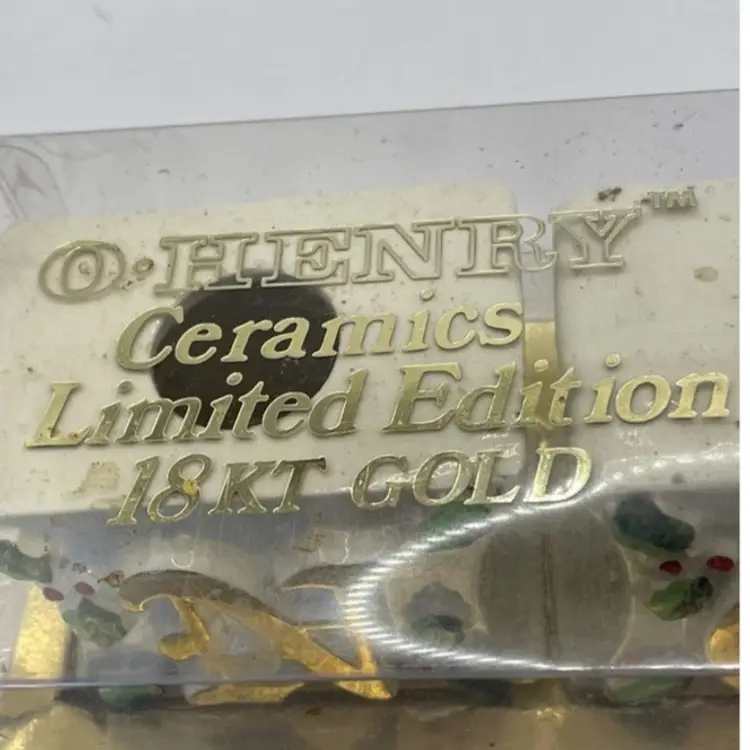 O·HENRY™
Ceramics
Limited Edition
18KT GOLD